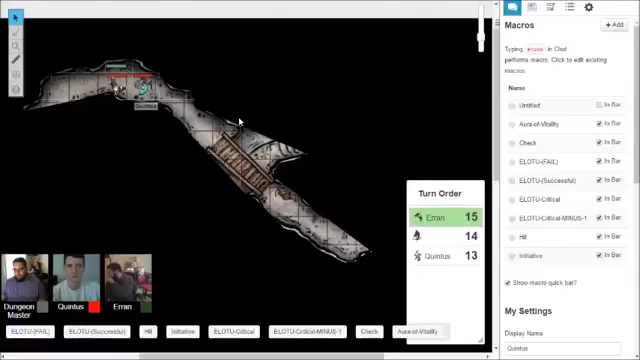 Macros
+ Add
Typing #name in Chat
performs macro. Click to edit existing
macros
Name
Untitled In Bar
Aura-of-Vitality In Bar
Check In Bar
ELOTU-(FAIL) In Bar
ELOTU-(Successful) In Bar
ELOTU-Critical In Bar
ELOTU-Critical-MINUS-1 In Bar
Hit In Bar
Initiative In Bar
Show macro quick bar?
My Settings
Display Name
Quintus
Quintus
Turn Order
Erran 15
14
Quintus 13
Dungeon
Master
Quintus
Erran
ELOTU-(FAIL) ELOTU-(Successful) Hit Initiative ELOTU-Critical ELOTU-Critical-MINUS-1 Check Aura-of-Vitality